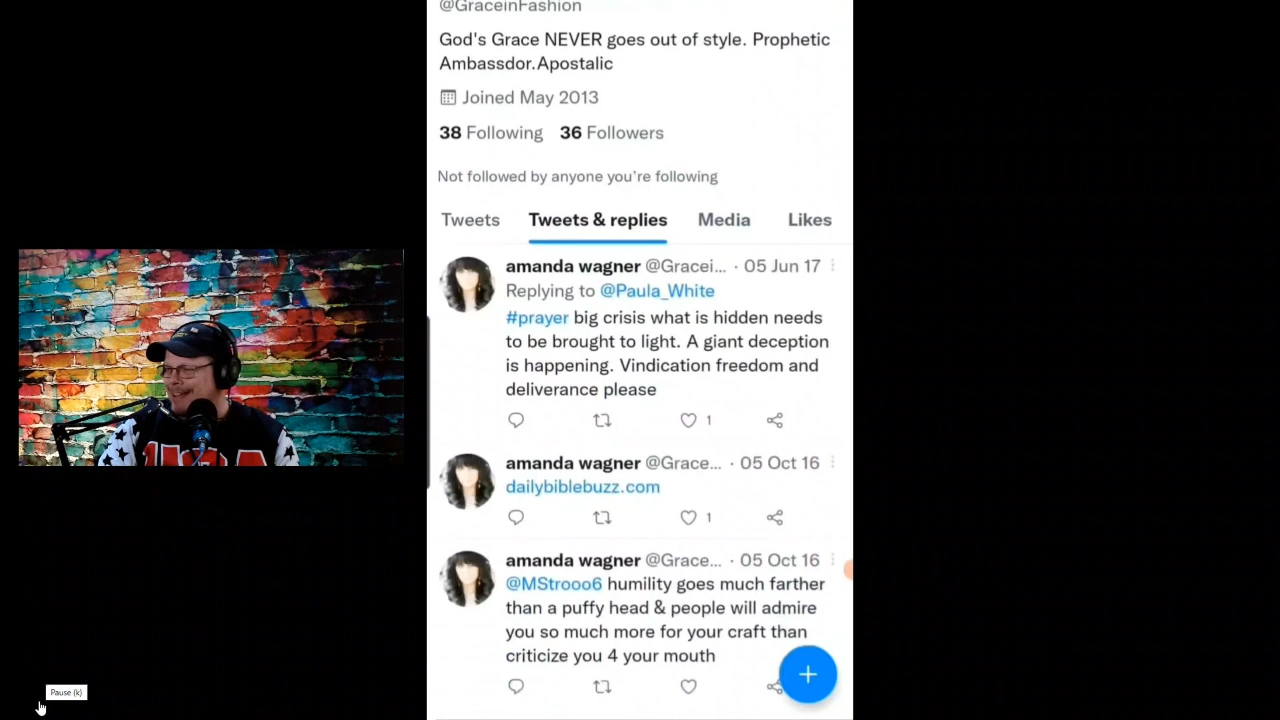 @GraceinFashion
God's Grace NEVER goes out of style. Prophetic
Ambassdor.Apostalic
Joined May 2013
38 Following 36 Followers
Not followed by anyone you're following
Tweets Tweets & replies Media Likes
amanda wagner @Gracei... · 05 Jun 17
Replying to @Paula_White
#prayer big crisis what is hidden needs
to be brought to light. A giant deception
is happening. Vindication freedom and
deliverance please
1
amanda wagner @Grace... · 05 Oct 16
dailybiblebuzz.com
1
amanda wagner @Grace... · 05 Oct 16
@MStrooo6 humility goes much farther
than a puffy head & people will admire
you so much more for your craft than
criticize you 4 your mouth
Pause (k)